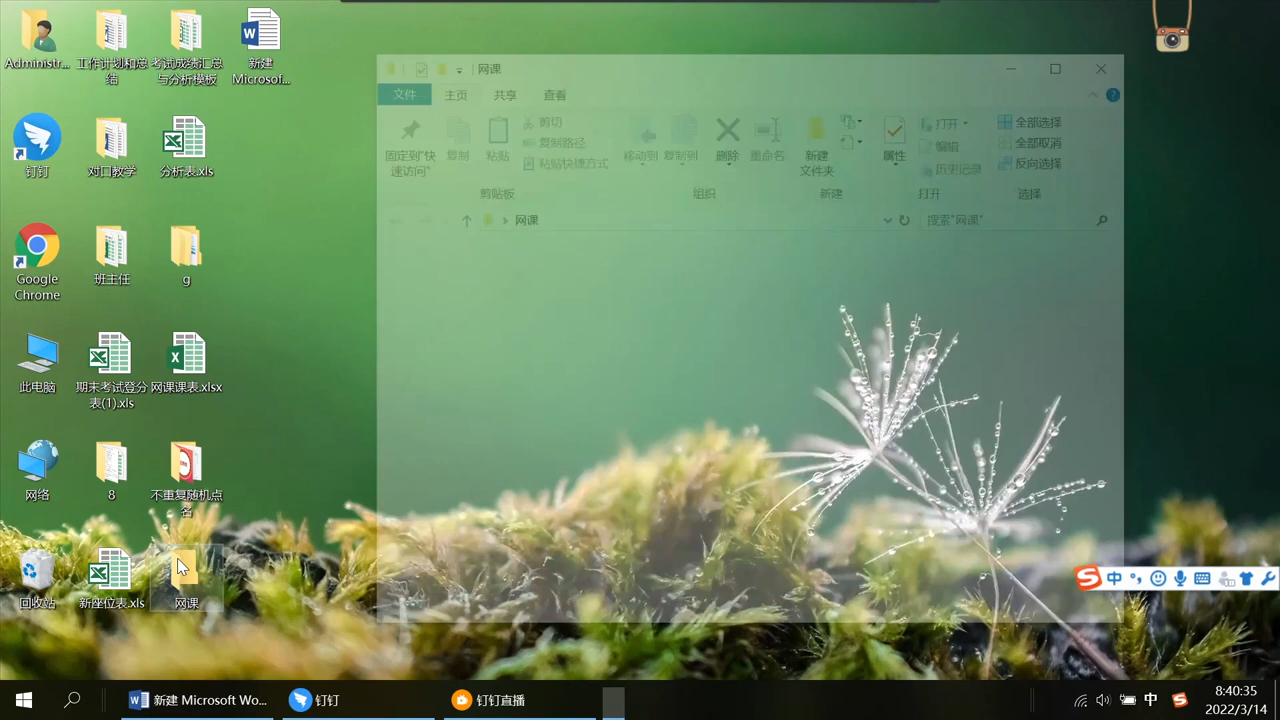 Administr...
工作计划和总
结
考试成绩汇总
与分析模板
新建
Microsof...
钉钉
对口教学
分析表.xls
Google
Chrome
班主任
g
此电脑
期末考试登分
表(1).xls
网课课表.xlsx
网络
8
不重复随机点
名
回收站
新座位表.xls
网课
网课
文件
主页
共享
查看
固定到"快
速访问"
复制
粘贴
剪切
复制路径
粘贴快捷方式
剪贴板
移动到
复制到
删除
重命名
组织
新建
文件夹
新建
属性
打开
编辑
历史记录
打开
全部选择
全部取消
反向选择
选择
网课
搜索"网课"
中
新建 Microsoft Wo...
钉钉
钉钉直播
中
8:40:35
2022/3/14